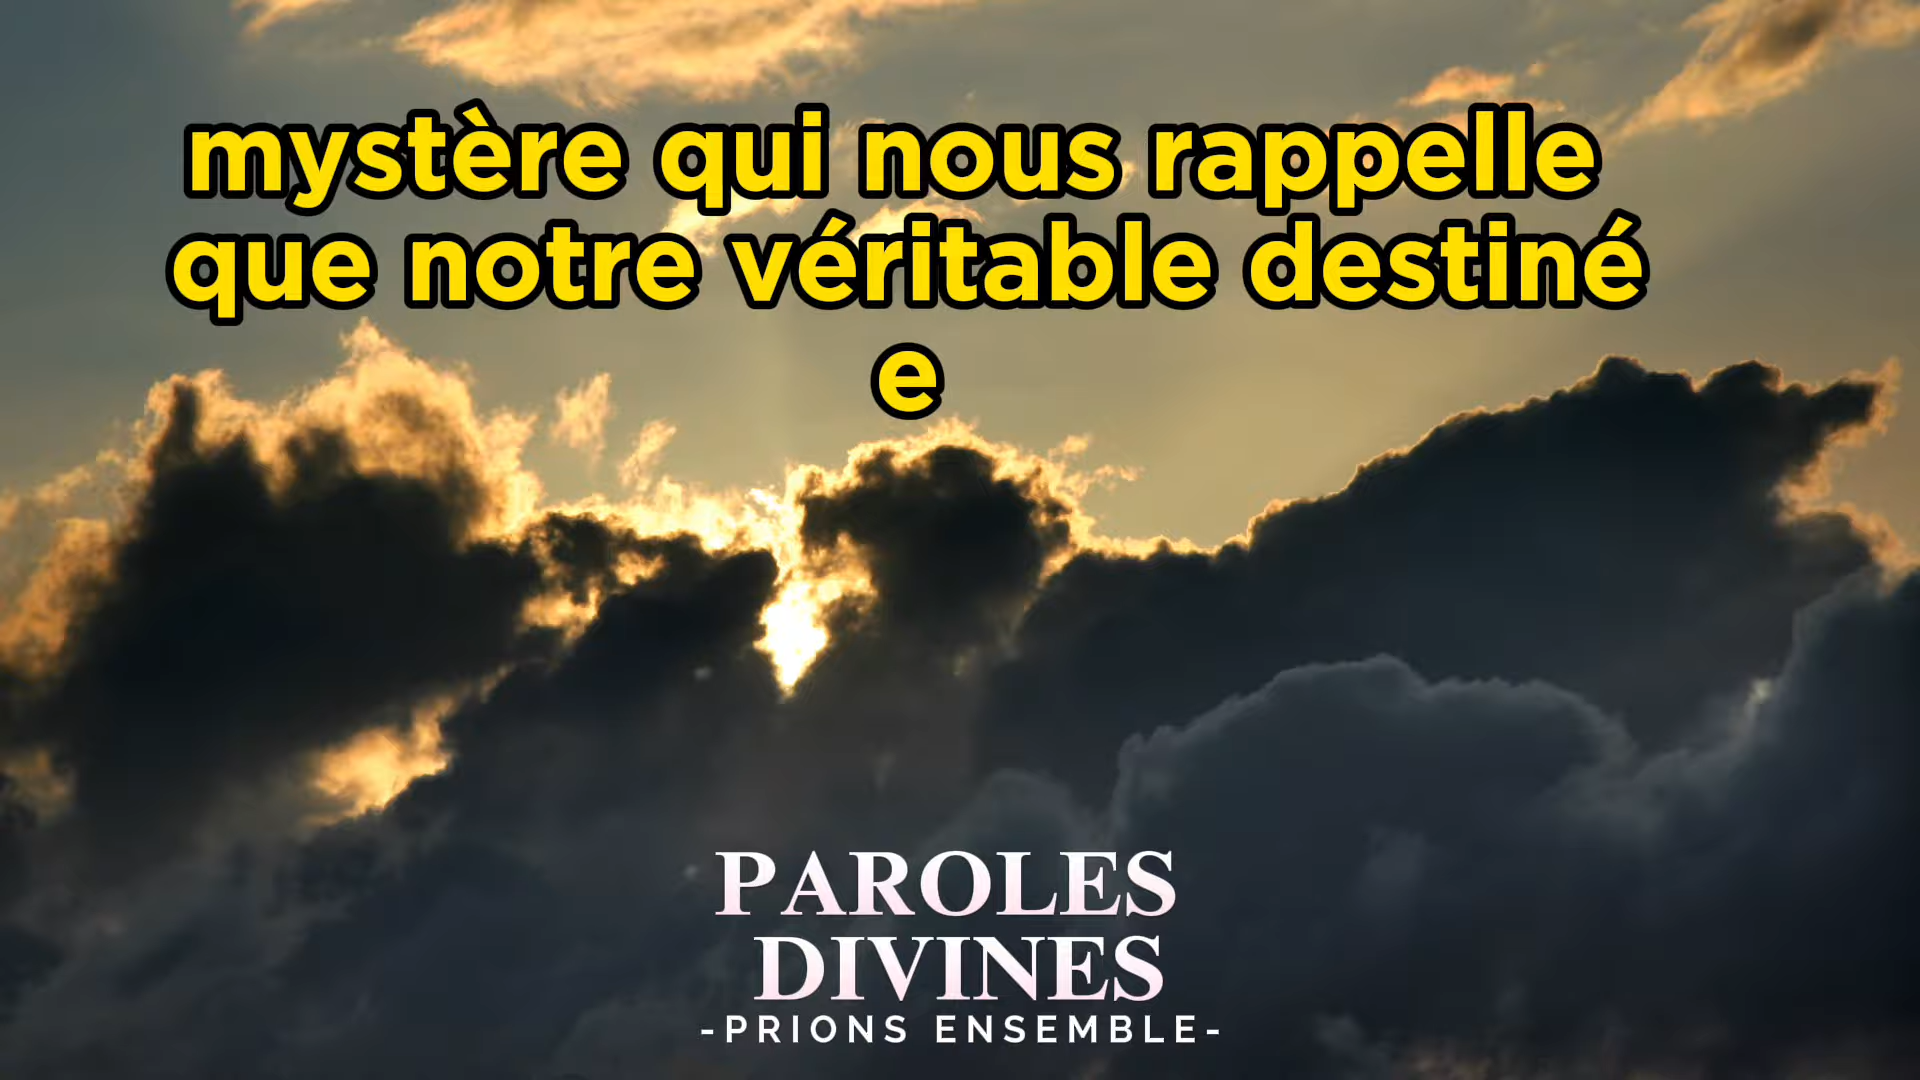 mystère qui nous rappelle
que notre véritable destiné
e
PAROLES
DIVINES
-PRIONS ENSEMBLE-